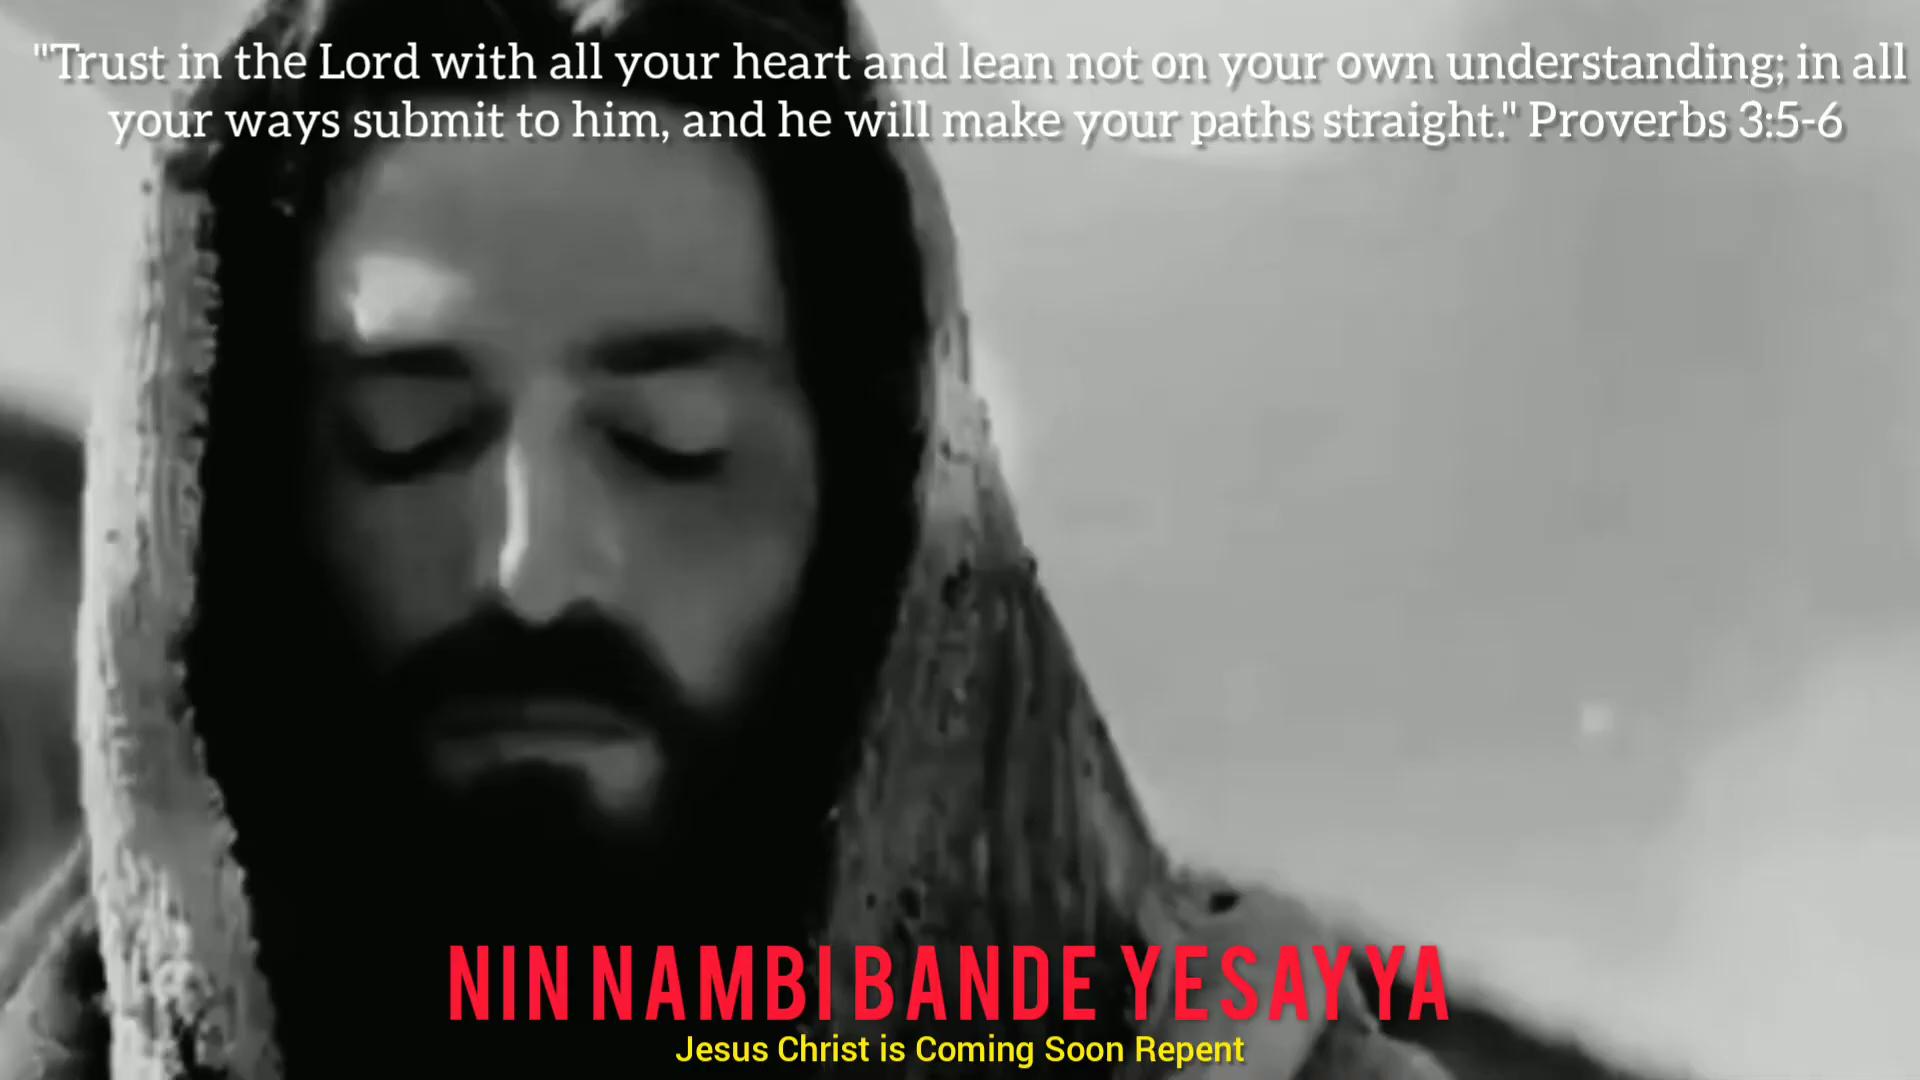 "Trust in the Lord with all your heart and lean not on your own understanding; in all
your ways submit to him, and he will make your paths straight." Proverbs 3:5-6
NIN NAMBI BANDE YESAYYA
Jesus Christ is Coming Soon Repent